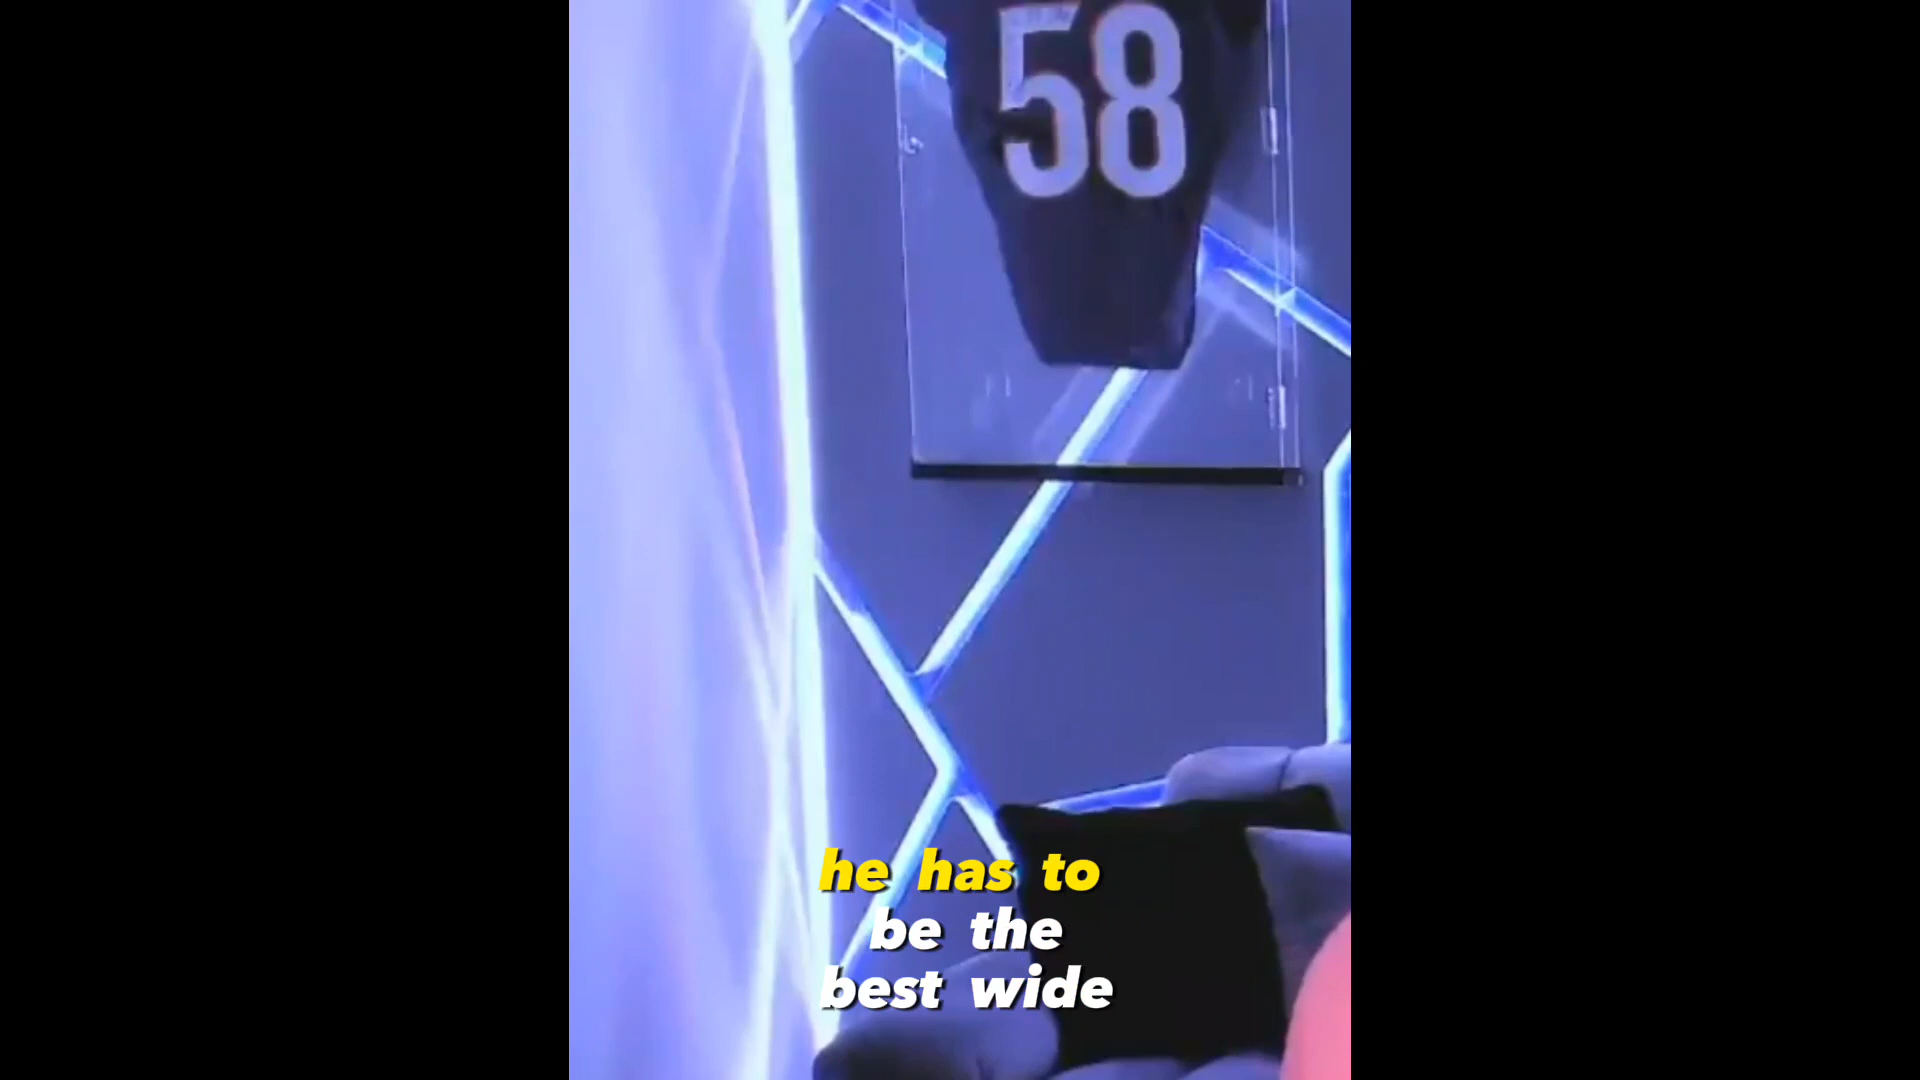 58
he has to
be the
best wide